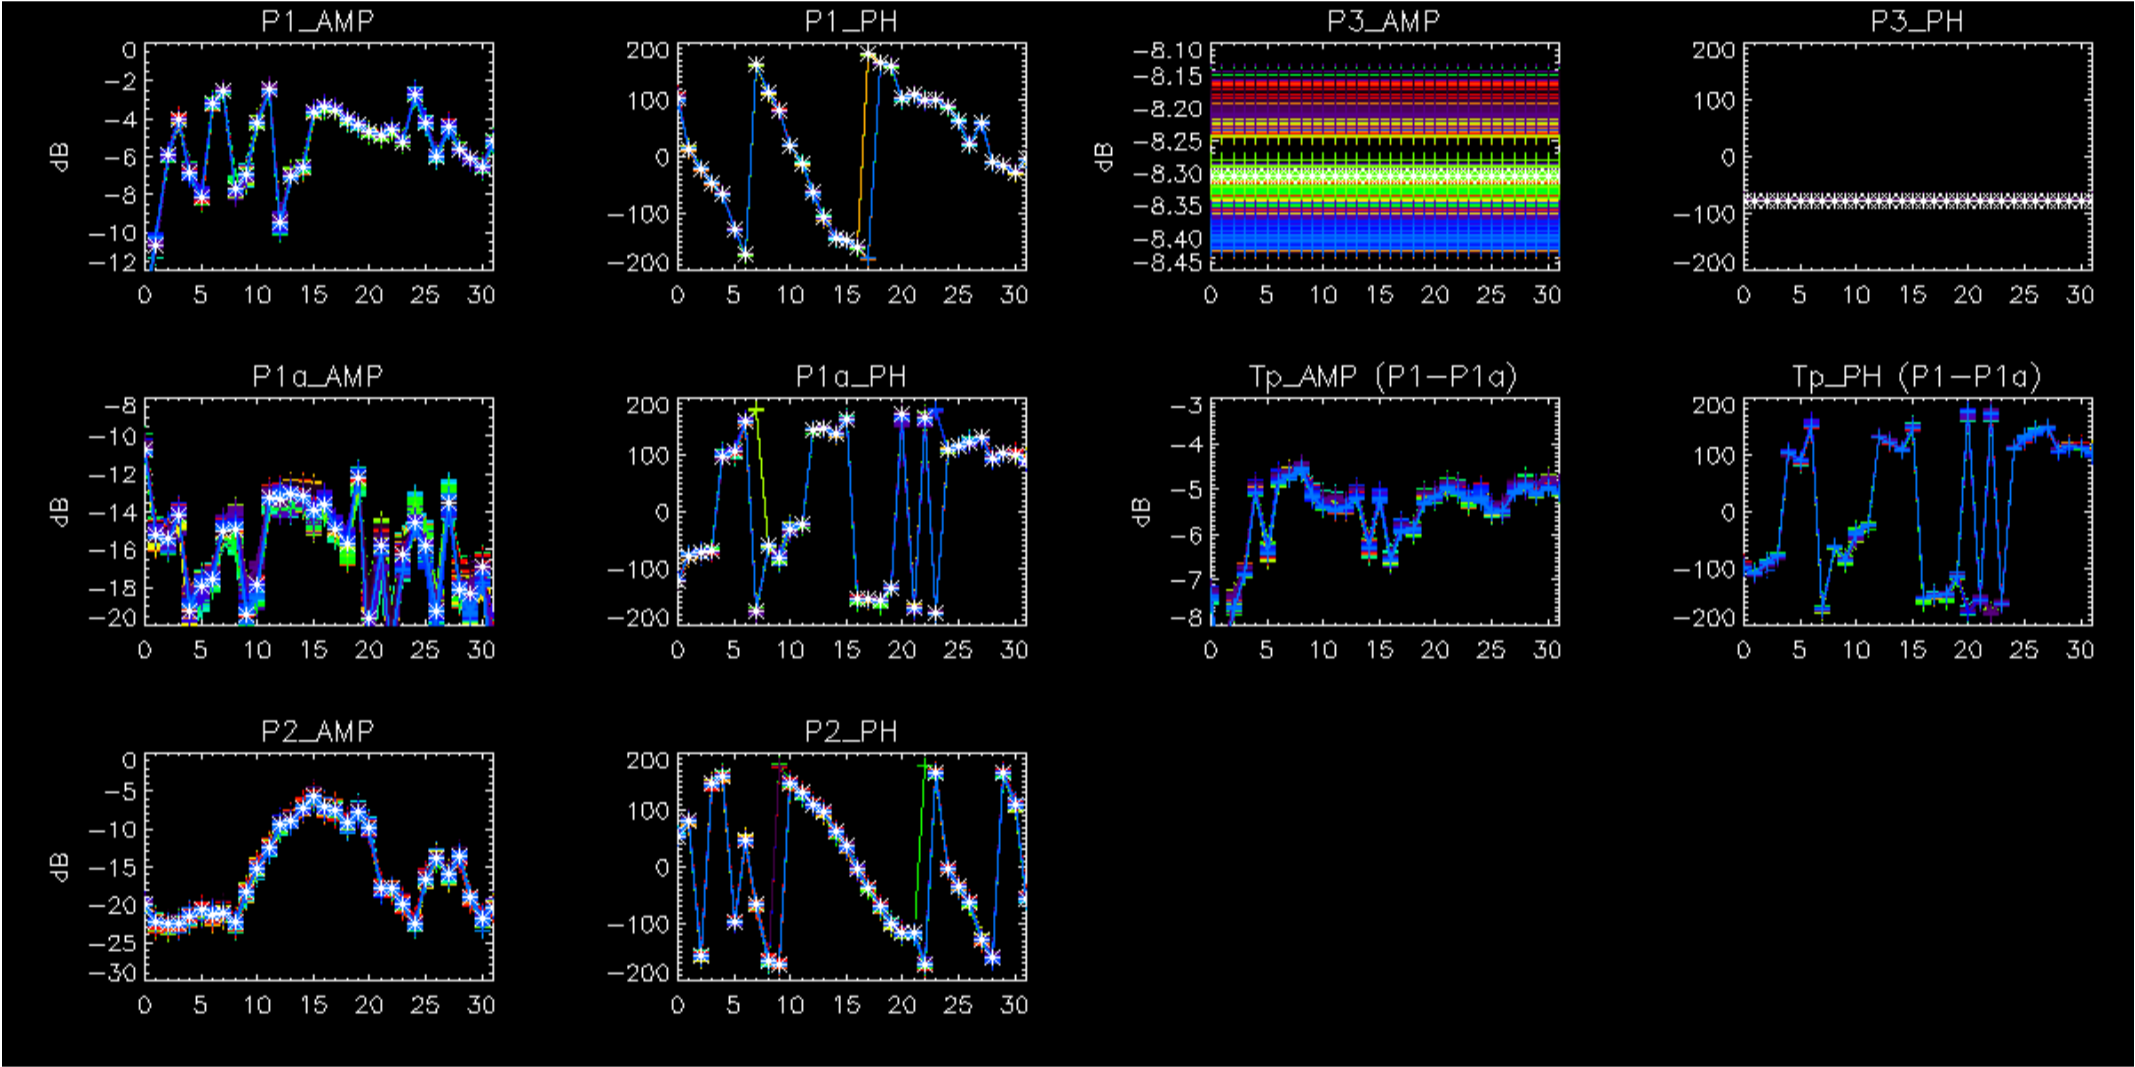 P1_AMP P1_PH P3_AMP P3_PH
dB 0 −2 −4 −6 −8 −10 −12
200 100 0 −100 −200
dB −8.10 −8.15 −8.20 −8.25 −8.30 −8.35 −8.40 −8.45
200 100 0 −100 −200
0 5 10 15 20 25 30 0 5 10 15 20 25 30 0 5 10 15 20 25 30 0 5 10 15 20 25 30
P1a_AMP P1a_PH Tp_AMP (P1−P1a) Tp_PH (P1−P1a)
dB −8 −10 −12 −14 −16 −18 −20
200 100 0 −100 −200
dB −3 −4 −5 −6 −7 −8
200 100 0 −100 −200
0 5 10 15 20 25 30 0 5 10 15 20 25 30 0 5 10 15 20 25 30 0 5 10 15 20 25 30
P2_AMP P2_PH
dB 0 −5 −10 −15 −20 −25 −30
200 100 0 −100 −200
0 5 10 15 20 25 30 0 5 10 15 20 25 30